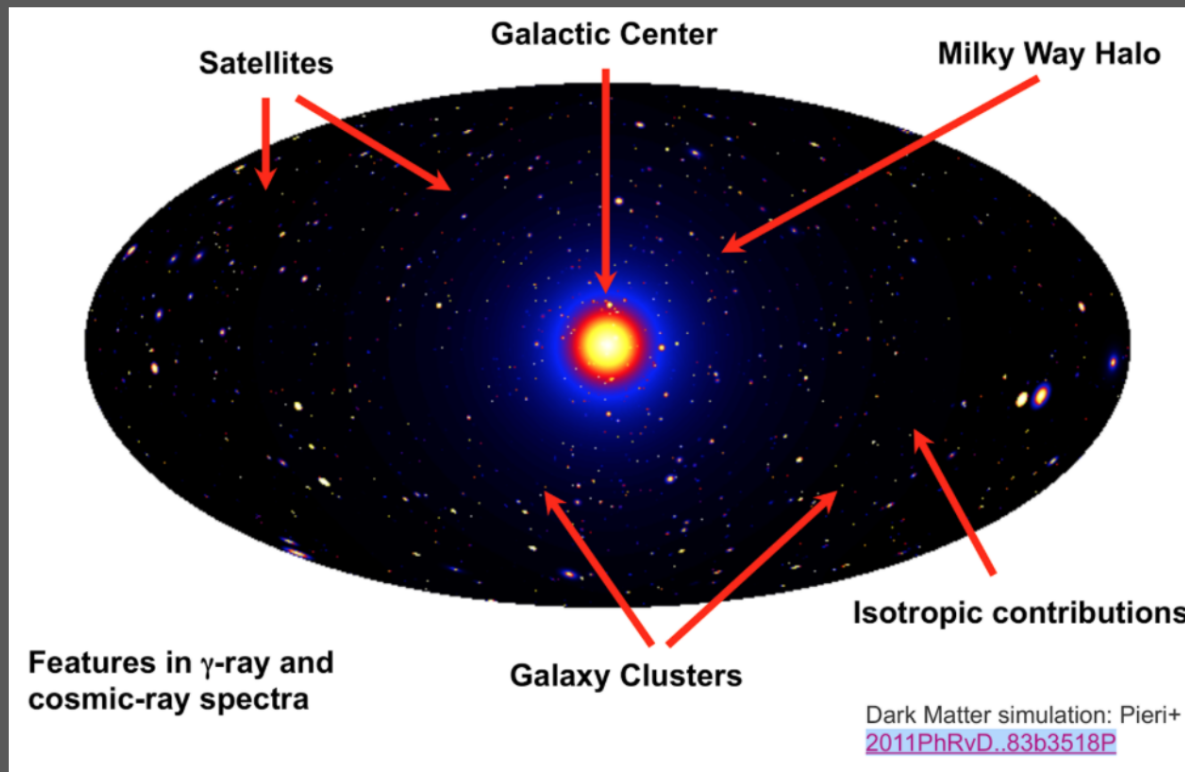 Galactic Center
Satellites
Milky Way Halo
Isotropic contributions
Galaxy Clusters
Features in γ-ray and
cosmic-ray spectra
Dark Matter simulation: Pieri+
2011PhRvD..83b3518P